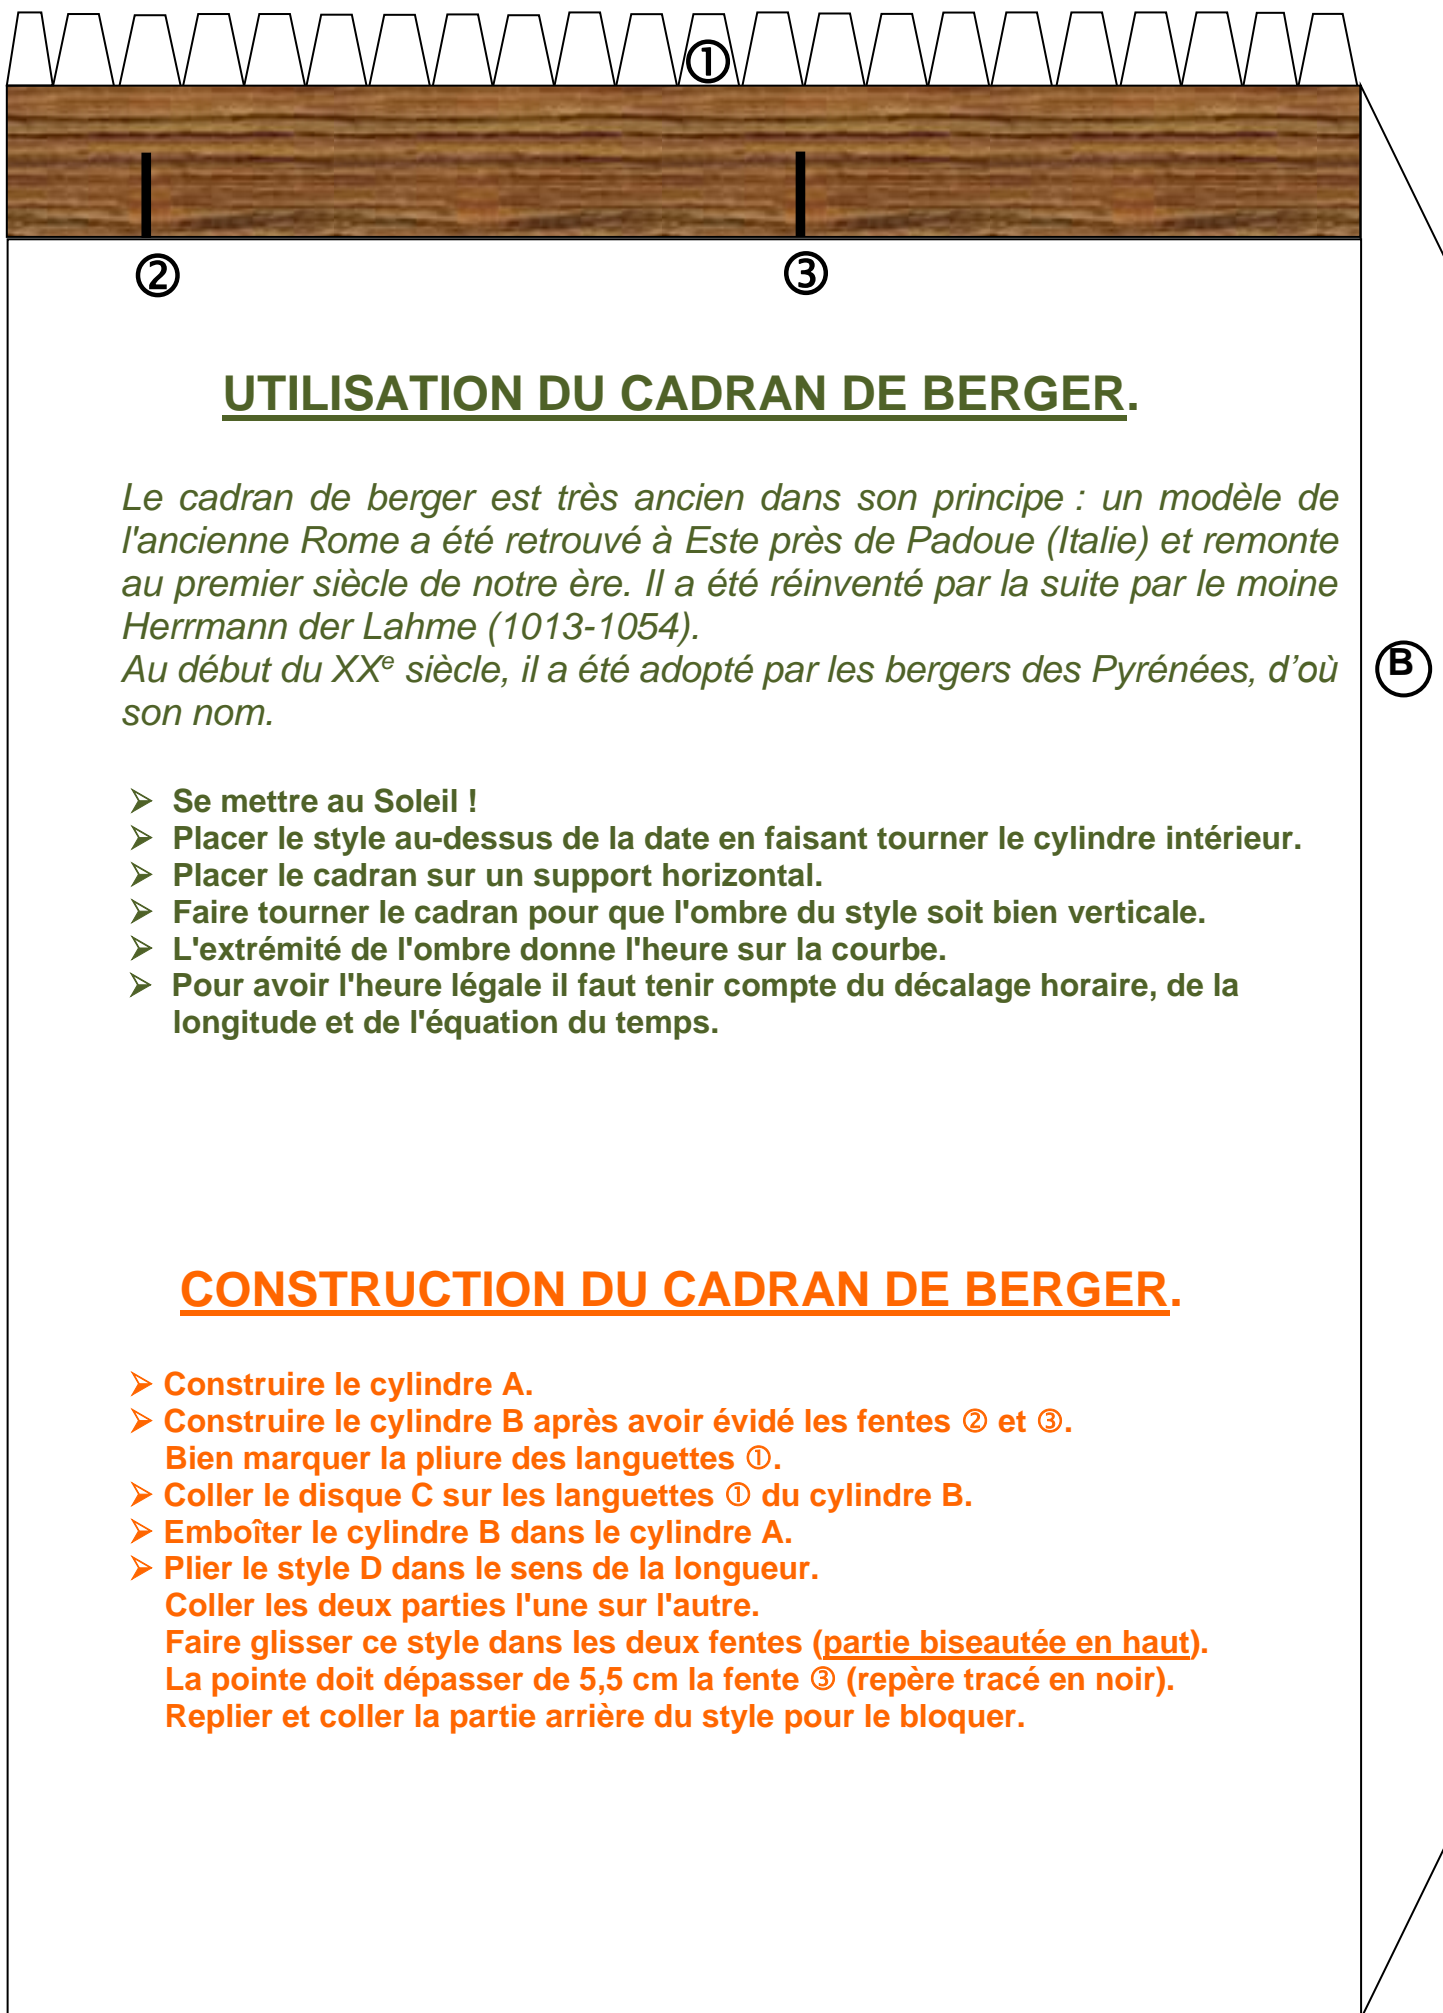 ①
② ③
UTILISATION DU CADRAN DE BERGER.
Le cadran de berger est très ancien dans son principe : un modèle de
l'ancienne Rome a été retrouvé à Este près de Padoue (Italie) et remonte
au premier siècle de notre ère. Il a été réinventé par la suite par le moine
Herrmann der Lahme (1013-1054).
Au début du XXe siècle, il a été adopté par les bergers des Pyrénées, d’où
son nom.
B
➢ Se mettre au Soleil !
➢ Placer le style au-dessus de la date en faisant tourner le cylindre intérieur.
➢ Placer le cadran sur un support horizontal.
➢ Faire tourner le cadran pour que l'ombre du style soit bien verticale.
➢ L'extrémité de l'ombre donne l'heure sur la courbe.
➢ Pour avoir l'heure légale il faut tenir compte du décalage horaire, de la
longitude et de l'équation du temps.
CONSTRUCTION DU CADRAN DE BERGER.
➢ Construire le cylindre A.
➢ Construire le cylindre B après avoir évidé les fentes ② et ③.
Bien marquer la pliure des languettes ①.
➢ Coller le disque C sur les languettes ① du cylindre B.
➢ Emboîter le cylindre B dans le cylindre A.
➢ Plier le style D dans le sens de la longueur.
Coller les deux parties l'une sur l'autre.
Faire glisser ce style dans les deux fentes (partie biseautée en haut).
La pointe doit dépasser de 5,5 cm la fente ③ (repère tracé en noir).
Replier et coller la partie arrière du style pour le bloquer.